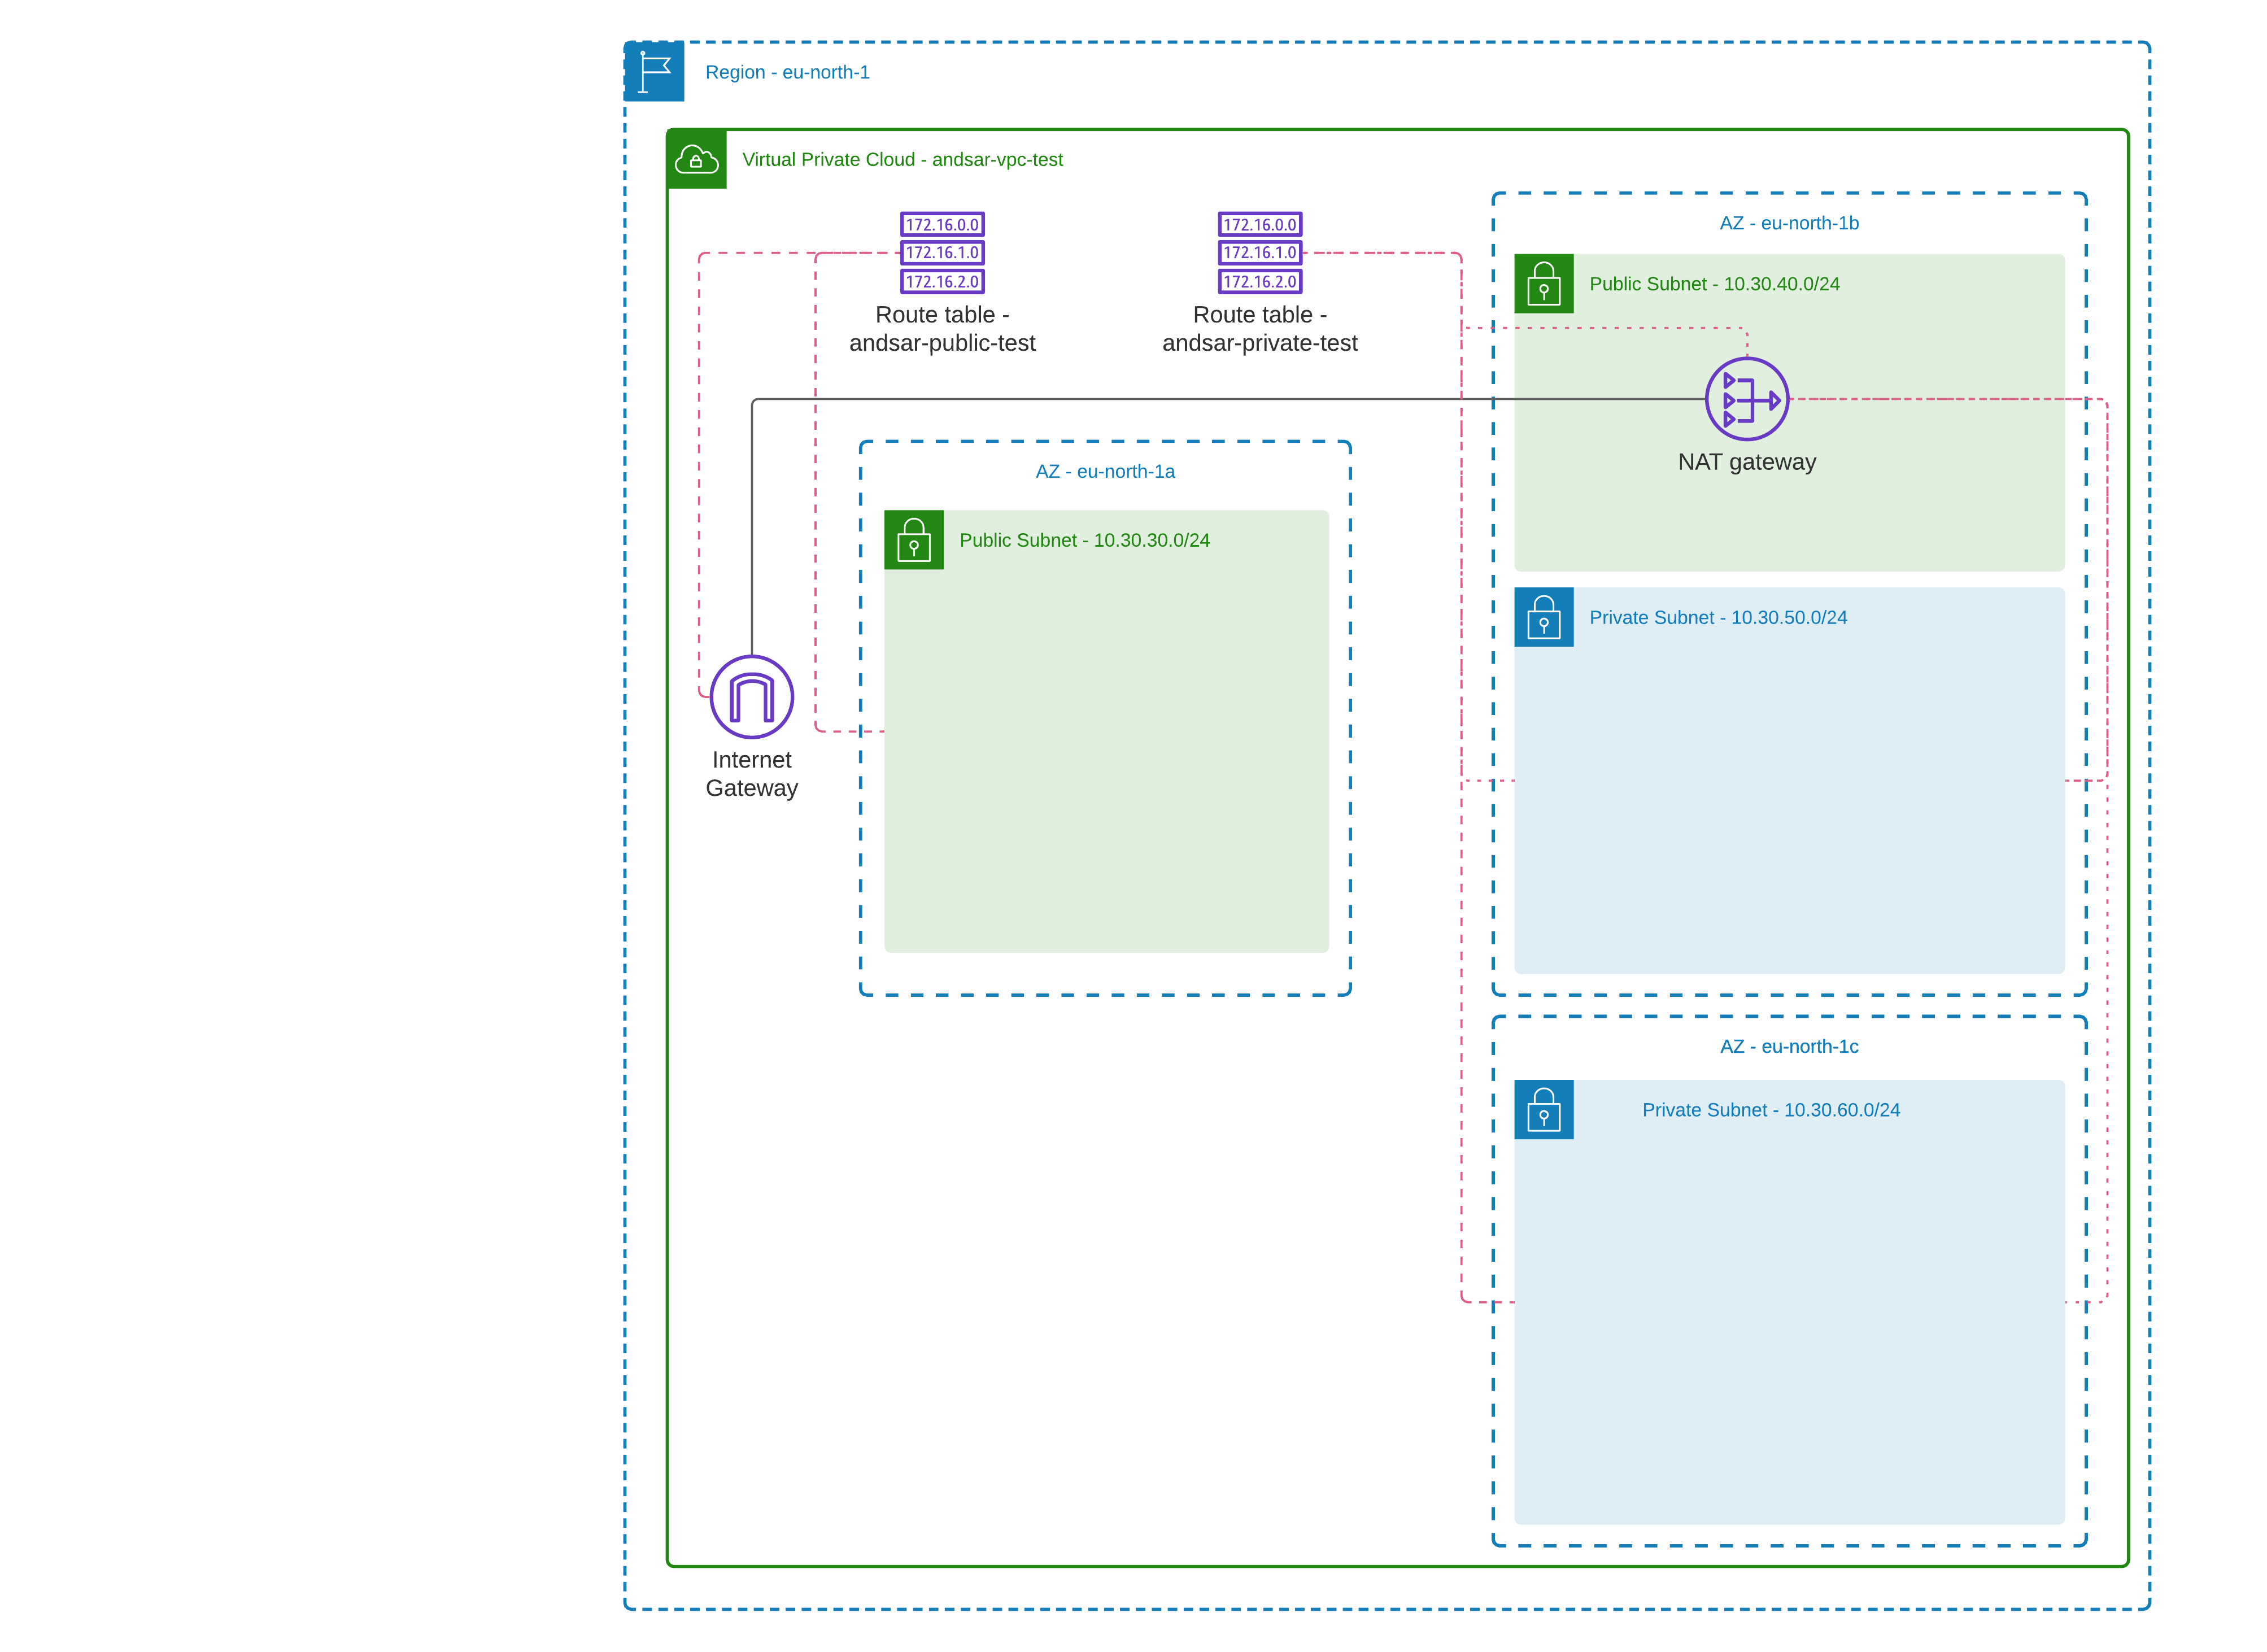 Region - eu-north-1
Virtual Private Cloud - andsar-vpc-test
172.16.0.0
172.16.1.0
172.16.2.0
Route table -
andsar-public-test
172.16.0.0
172.16.1.0
172.16.2.0
Route table -
andsar-private-test
AZ - eu-north-1b
Public Subnet - 10.30.40.0/24
NAT gateway
AZ - eu-north-1a
Public Subnet - 10.30.30.0/24
Private Subnet - 10.30.50.0/24
Internet
Gateway
AZ - eu-north-1c
Private Subnet - 10.30.60.0/24